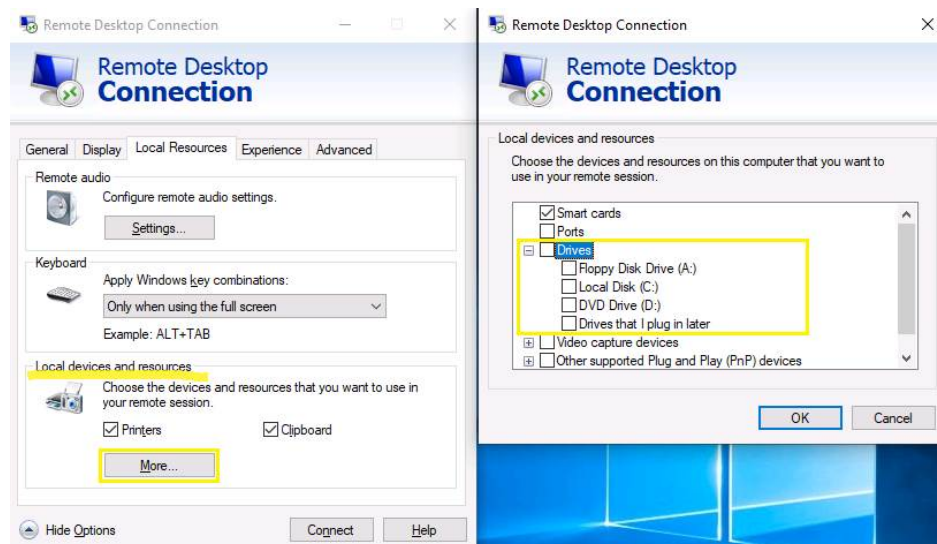 Remote Desktop Connection
Remote Desktop
Connection
General Display Local Resources Experience Advanced
Remote audio
Configure remote audio settings.
Settings...
Keyboard
Apply Windows key combinations:
Only when using the full screen
Example: ALT+TAB
Local devices and resources
Choose the devices and resources that you want to use in
your remote session.
Printers Clipboard
More...
Hide Options Connect Help
Remote Desktop Connection
Remote Desktop
Connection
Local devices and resources
Choose the devices and resources on this computer that you want to
use in your remote session.
Smart cards
Ports
Drives
Floppy Disk Drive (A:)
Local Disk (C:)
DVD Drive (D:)
Drives that I plug in later
Video capture devices
Other supported Plug and Play (PnP) devices
OK Cancel